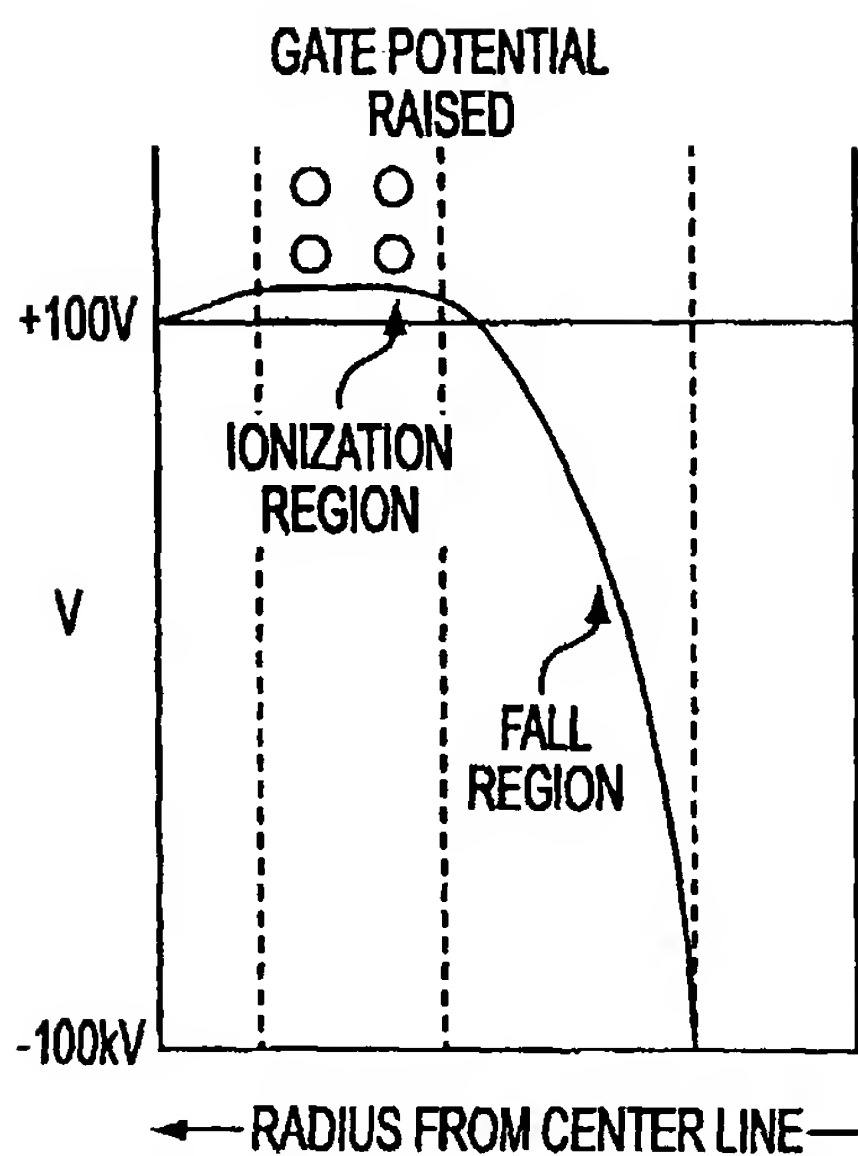 GATE POTENTIAL
RAISED
+100V
IONIZATION
REGION
V
FALL
REGION
-100kV
RADIUS FROM CENTER LINE